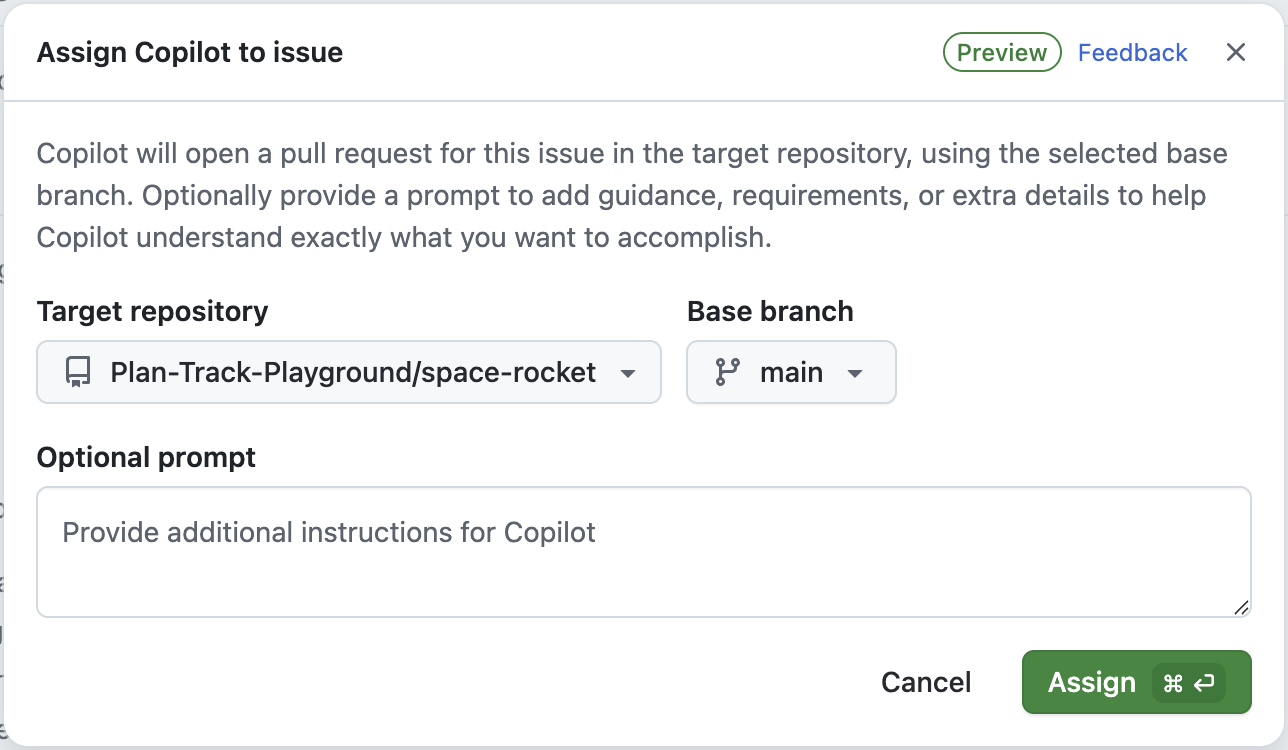 Assign Copilot to issue
Preview
Feedback
Copilot will open a pull request for this issue in the target repository, using the selected base
branch. Optionally provide a prompt to add guidance, requirements, or extra details to help
Copilot understand exactly what you want to accomplish.
Target repository
Base branch
Plan-Track-Playground/space-rocket
main
Optional prompt
Provide additional instructions for Copilot
Cancel
Assign ⌘ ⏎